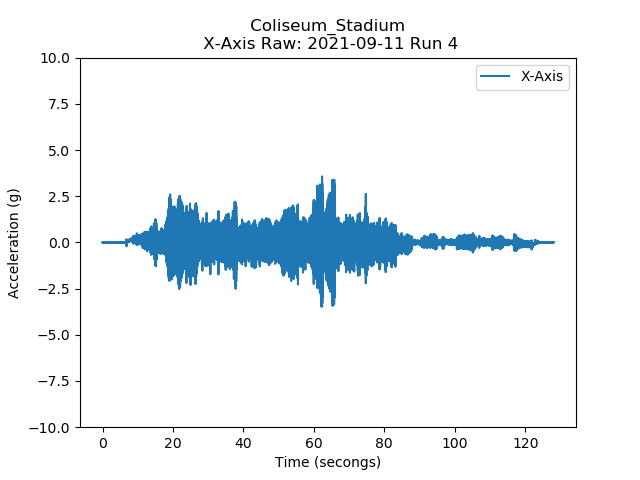 Coliseum_Stadium
X-Axis Raw: 2021-09-11 Run 4
X-Axis
10.0
7.5
5.0
2.5
0.0
−2.5
−5.0
−7.5
−10.0
Acceleration (g)
0 20 40 60 80 100 120
Time (secongs)